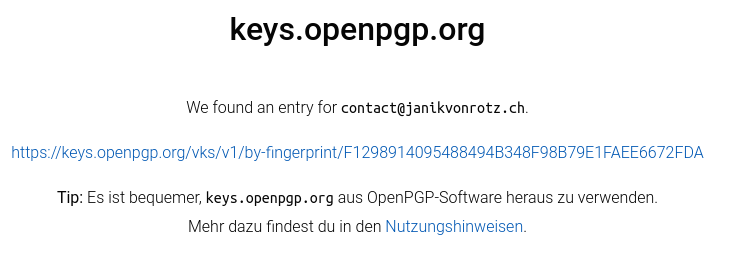 keys.openpgp.org
We found an entry for contact@janikvonrotz.ch.
https://keys.openpgp.org/vks/v1/by-fingerprint/F1298914095488494B348F98B79E1FAEE6672FDA
Tip: Es ist bequemer, keys.openpgp.org aus OpenPGP-Software heraus zu verwenden.
Mehr dazu findest du in den Nutzungshinweisen.